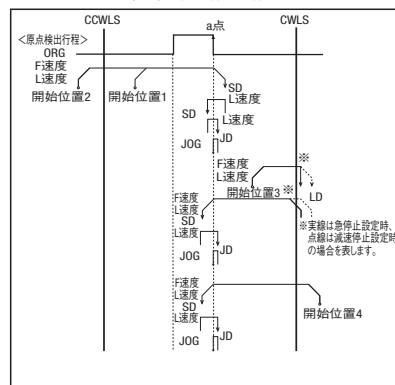 CCWLS
a点
CWLS
<原点検出行程>
ORG
F速度
L速度
開始位置2
開始位置1
SD
L速度
SD
L速度
JOG
JD
F速度
L速度
※
開始位置3
※
LD
F速度
L速度
SD
※実線は急停止設定時、
点線は減速停止設定時
の場合を表します。
L速度
JOG
JD
F速度
L速度
SD
開始位置4
L速度
JOG
JD